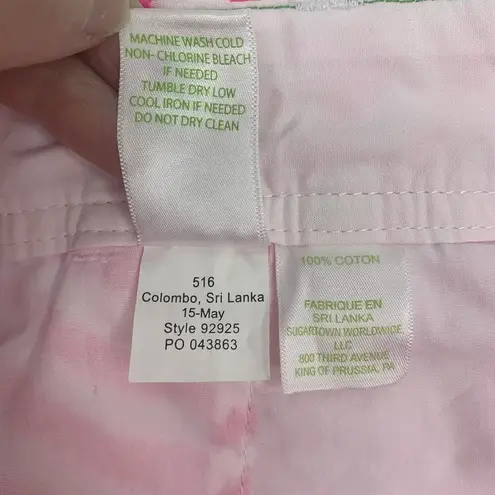 MACHINE WASH COLD
NON- CHLORINE BLEACH
IF NEEDED
TUMBLE DRY LOW
COOL IRON IF NEEDED
DO NOT DRY CLEAN
516
Colombo, Sri Lanka
15-May
Style 92925
PO 043863
100% COTON
FABRIQUE EN
SRI LANKA
SUGARTOWN WORLDWIDE
LLC
800 THIRD AVENUE
KING OF PRUSSIA, PA